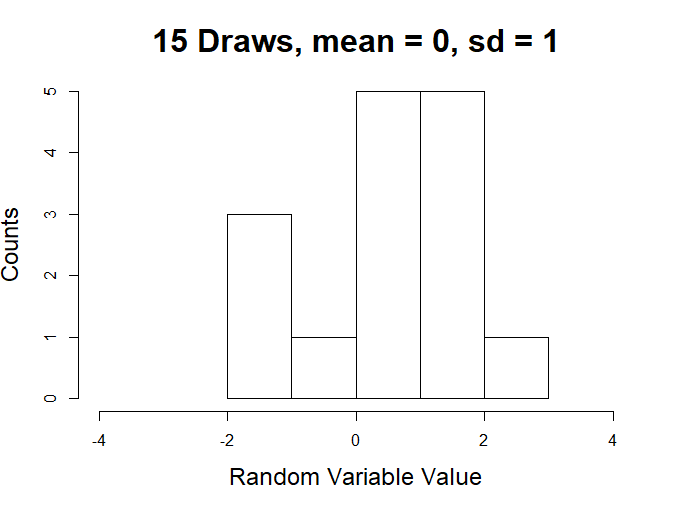 15 Draws, mean = 0, sd = 1
5
4
3
2
1
0
Counts
-4 -2 0 2 4
Random Variable Value